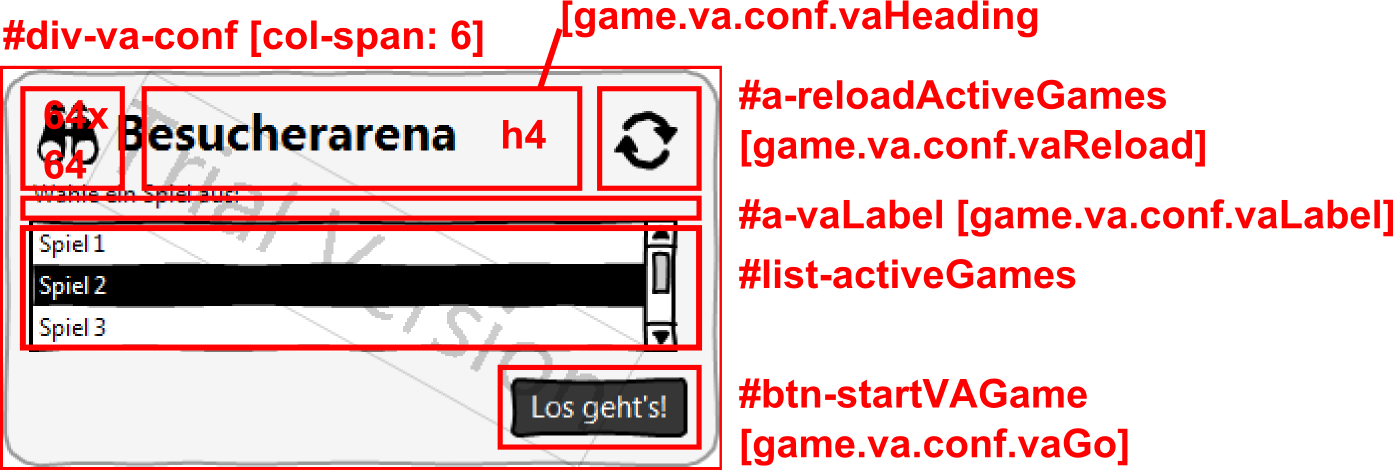 [game.va.conf.vaHeading
#div-va-conf [col-span: 6]
64x
64
Besucherarena
h4
#a-reloadActiveGames
[game.va.conf.vaReload]
Wähle ein Spiel aus:
#a-vaLabel [game.va.conf.vaLabel]
Spiel 1
Spiel 2
Spiel 3
#list-activeGames
Trial Version
Los geht's!
#btn-startVAGame
[game.va.conf.vaGo]